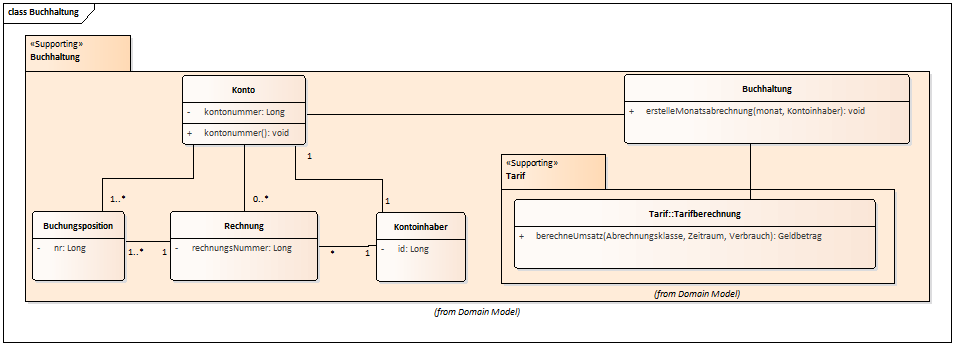 class Buchhaltung
«Supporting»
Buchhaltung
Konto
- kontonummer: Long
+ kontonummer(): void
Buchhaltung
+ erstelleMonatsabrechnung(monat, Kontoinhaber): void
1
1..*
0..*
1
«Supporting»
Tarif
Tarif::Tarifberechnung
+ berechneUmsatz(Abrechnungsklasse, Zeitraum, Verbrauch): Geldbetrag
(from Domain Model)
Buchungsposition
- nr: Long
1..*
1
Rechnung
- rechnungsNummer: Long
*
1
Kontoinhaber
- id: Long
(from Domain Model)